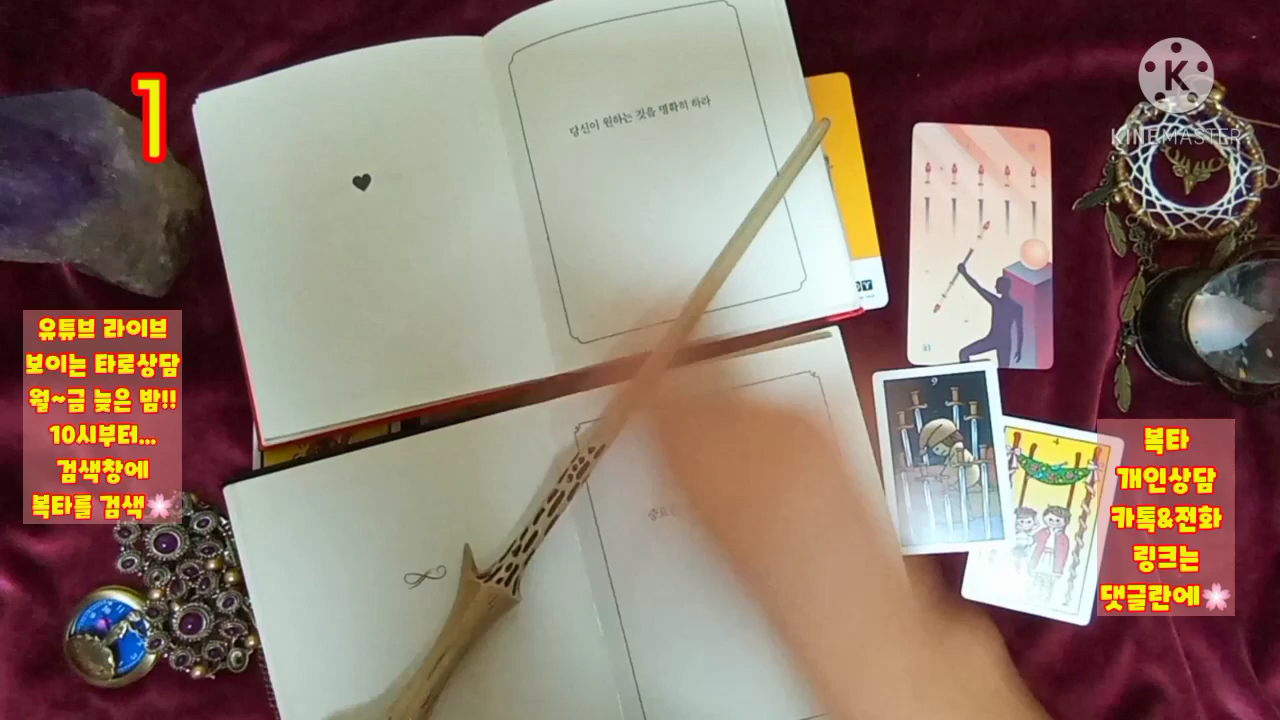 1
당신이 원하는 것을 명확히 하라
KINEMASTER
유튜브 라이브
보이는 타로상담
월~금 늦은 밤!!
10시부터...
검색창에
복타를 검색🌸
9
4
복타
개인상담
카톡&전화
링크는
댓글란에🌸